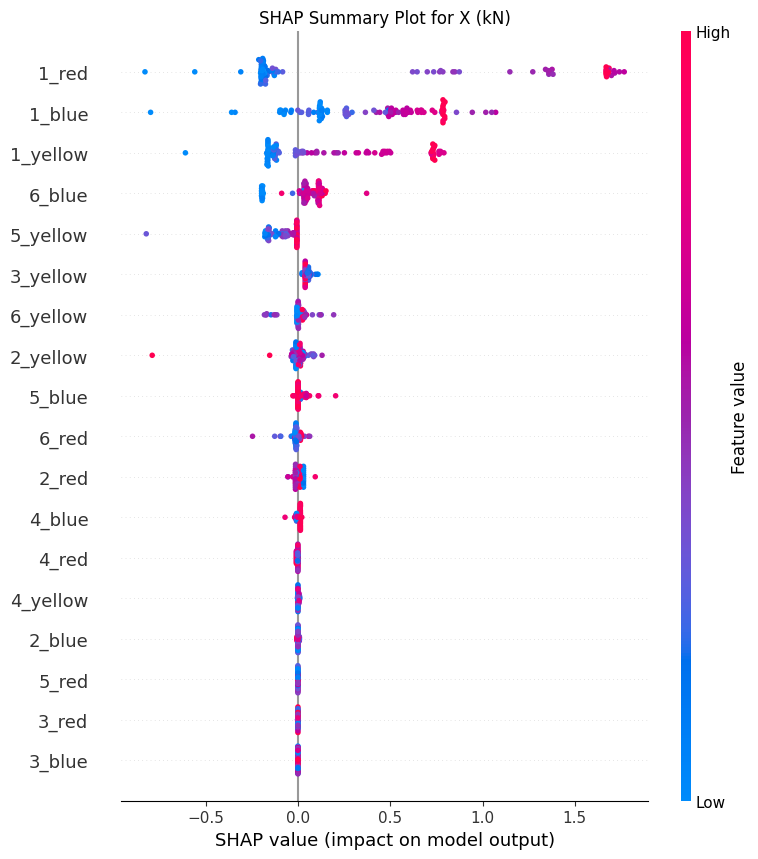 SHAP Summary Plot for X (kN)
High
1_red
1_blue
1_yellow
6_blue
5_yellow
3_yellow
6_yellow
2_yellow
5_blue
6_red
2_red
4_blue
4_red
4_yellow
2_blue
5_red
3_red
3_blue
Feature value
Low
−0.5 0.0 0.5 1.0 1.5
SHAP value (impact on model output)